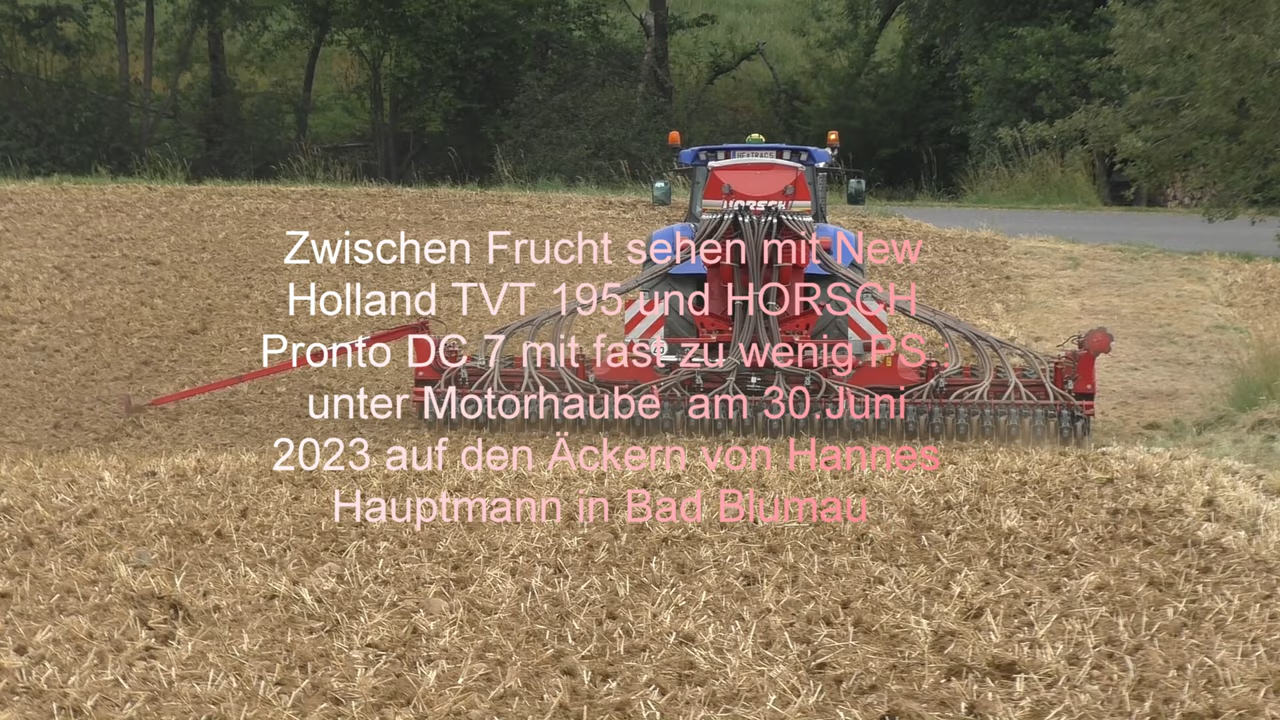 HORSCH
Zwischen Frucht sehen mit New
Holland TVT 195 und HORSCH
Pronto DC 7 mit fast zu wenig PS
unter Motorhaube am 30.Juni
2023 auf den Äckern von Hannes
Hauptmann in Bad Blumau